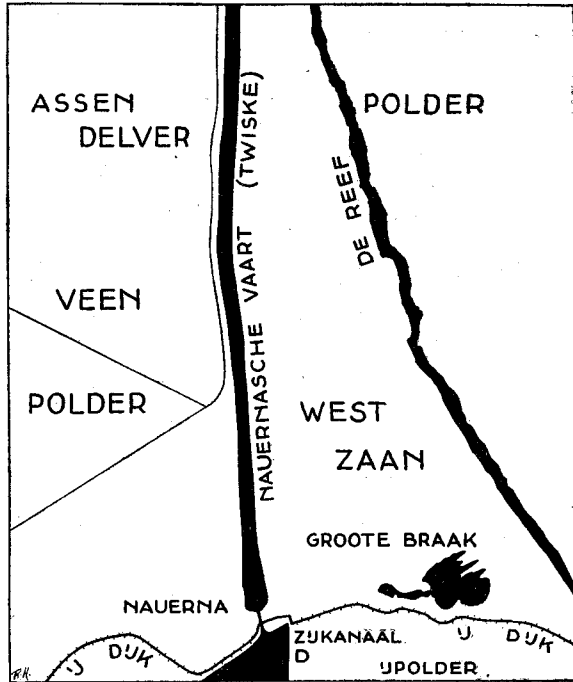 ASSEN
DELVER
POLDER
NAUERNASCHE VAART (TWISKE)
DE REEF
VEEN
POLDER
WEST
ZAAN
GROOTE BRAAK
NAUERNA
ZIJKANAAL
D
IJ DIJK
IJ DIJK
IJPOLDER